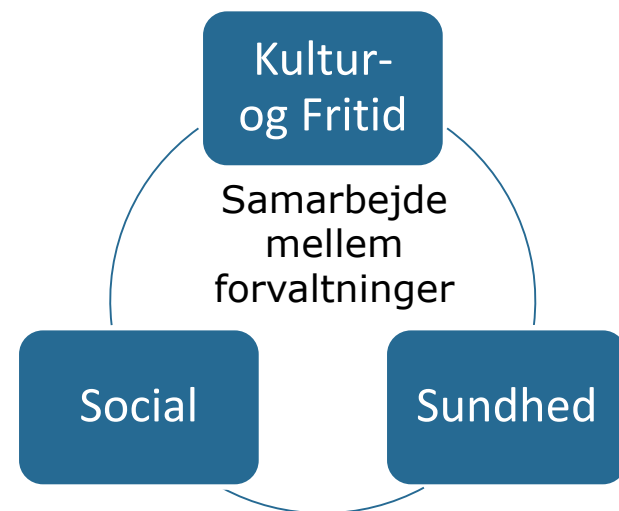 Kultur-
og Fritid
Samarbejde
mellem
forvaltninger
Social
Sundhed